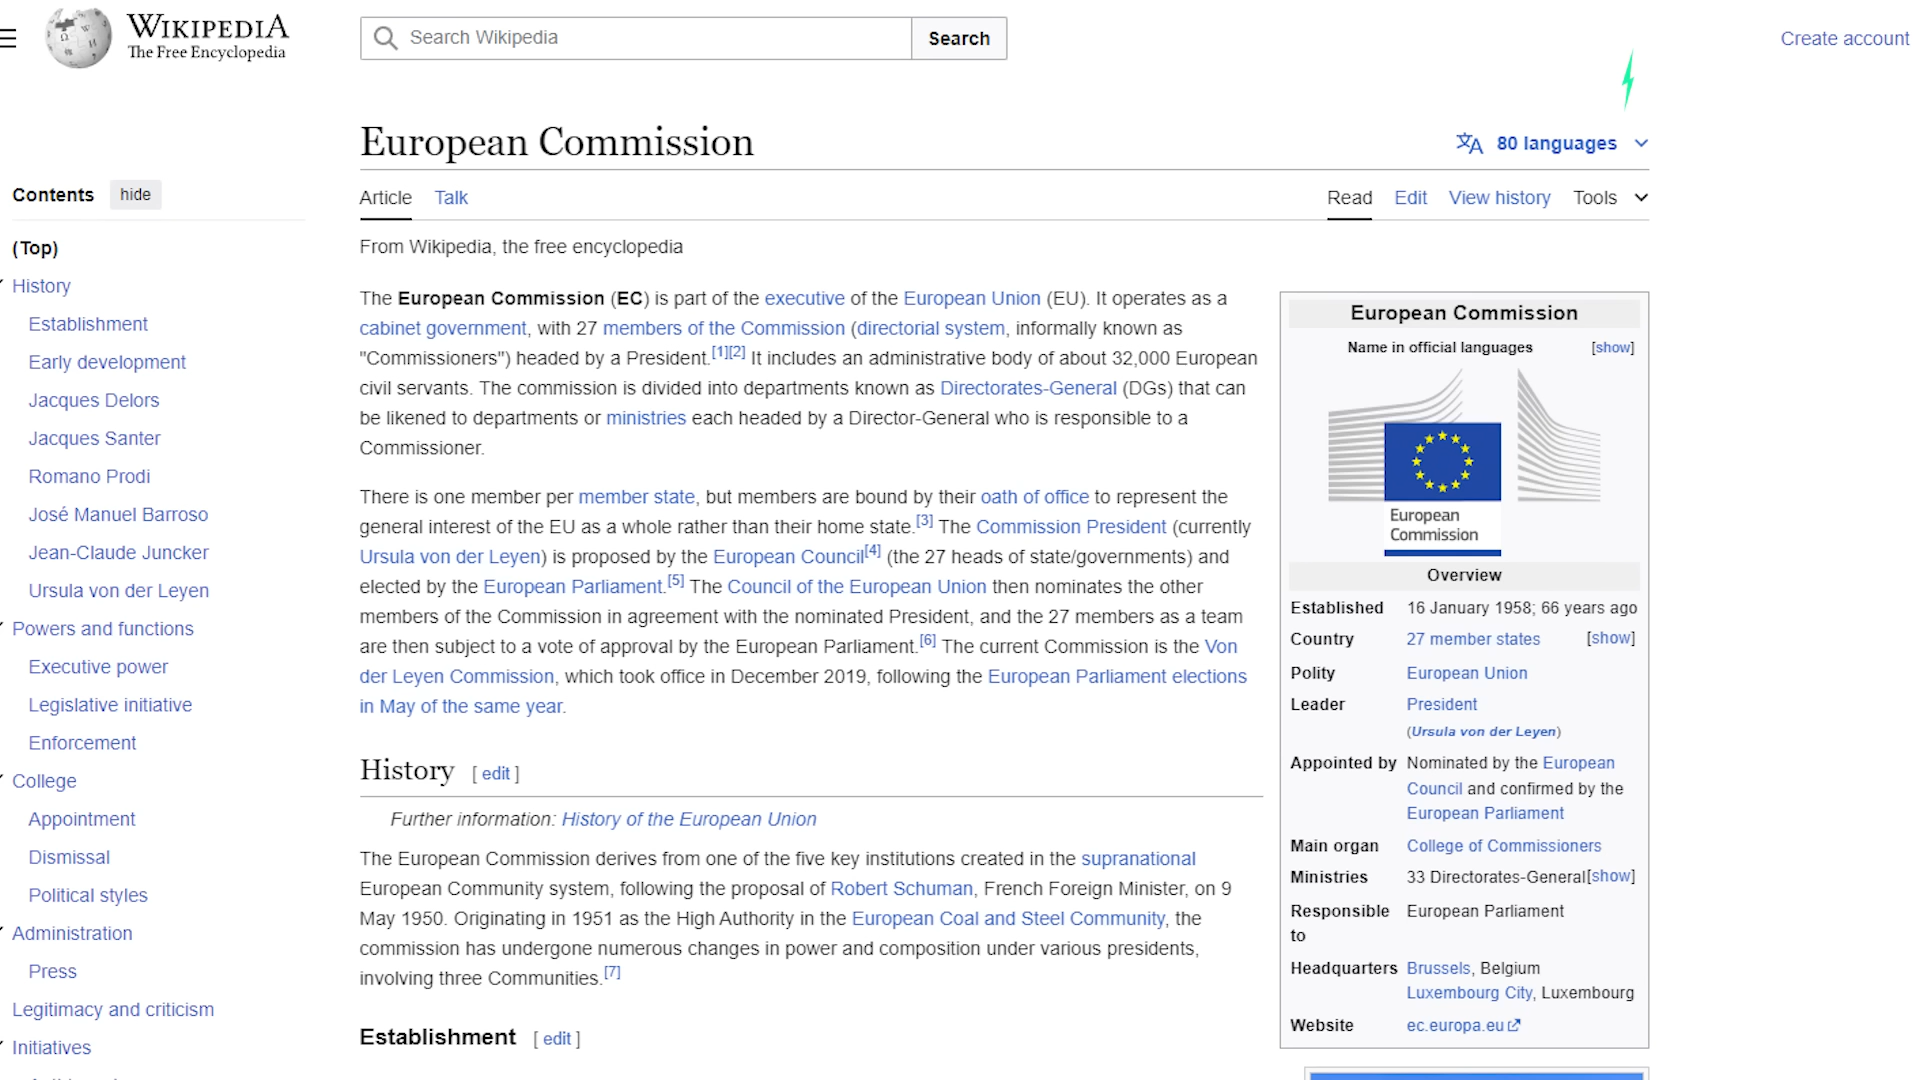 WIKIPEDIA
The Free Encyclopedia
Search Wikipedia
Search
Create account
European Commission
80 languages
Contents
hide
Article
Talk
Read
Edit
View history
Tools
From Wikipedia, the free encyclopedia
(Top)
History
Establishment
Early development
Jacques Delors
Jacques Santer
Romano Prodi
José Manuel Barroso
Jean-Claude Juncker
Ursula von der Leyen
Powers and functions
Executive power
Legislative initiative
Enforcement
College
Appointment
Dismissal
Political styles
Administration
Press
Legitimacy and criticism
Initiatives
The European Commission (EC) is part of the executive of the European Union (EU). It operates as a
cabinet government, with 27 members of the Commission (directorial system, informally known as
"Commissioners") headed by a President.[1][2] It includes an administrative body of about 32,000 European
civil servants. The commission is divided into departments known as Directorates-General (DGs) that can
be likened to departments or ministries each headed by a Director-General who is responsible to a
Commissioner.
There is one member per member state, but members are bound by their oath of office to represent the
general interest of the EU as a whole rather than their home state.[3] The Commission President (currently
Ursula von der Leyen) is proposed by the European Council[4] (the 27 heads of state/governments) and
elected by the European Parliament.[5] The Council of the European Union then nominates the other
members of the Commission in agreement with the nominated President, and the 27 members as a team
are then subject to a vote of approval by the European Parliament.[6] The current Commission is the Von
der Leyen Commission, which took office in December 2019, following the European Parliament elections
in May of the same year.
History [ edit ]
Further information: History of the European Union
The European Commission derives from one of the five key institutions created in the supranational
European Community system, following the proposal of Robert Schuman, French Foreign Minister, on 9
May 1950. Originating in 1951 as the High Authority in the European Coal and Steel Community, the
commission has undergone numerous changes in power and composition under various presidents,
involving three Communities.[7]
Establishment [ edit ]
European Commission
Name in official languages [show]
European
Commission
Overview
Established 16 January 1958; 66 years ago
Country 27 member states [show]
Polity European Union
Leader President
(Ursula von der Leyen)
Appointed by Nominated by the European
Council and confirmed by the
European Parliament
Main organ College of Commissioners
Ministries 33 Directorates-General[show]
Responsible European Parliament
to
Headquarters Brussels, Belgium
Luxembourg City, Luxembourg
Website ec.europa.eu